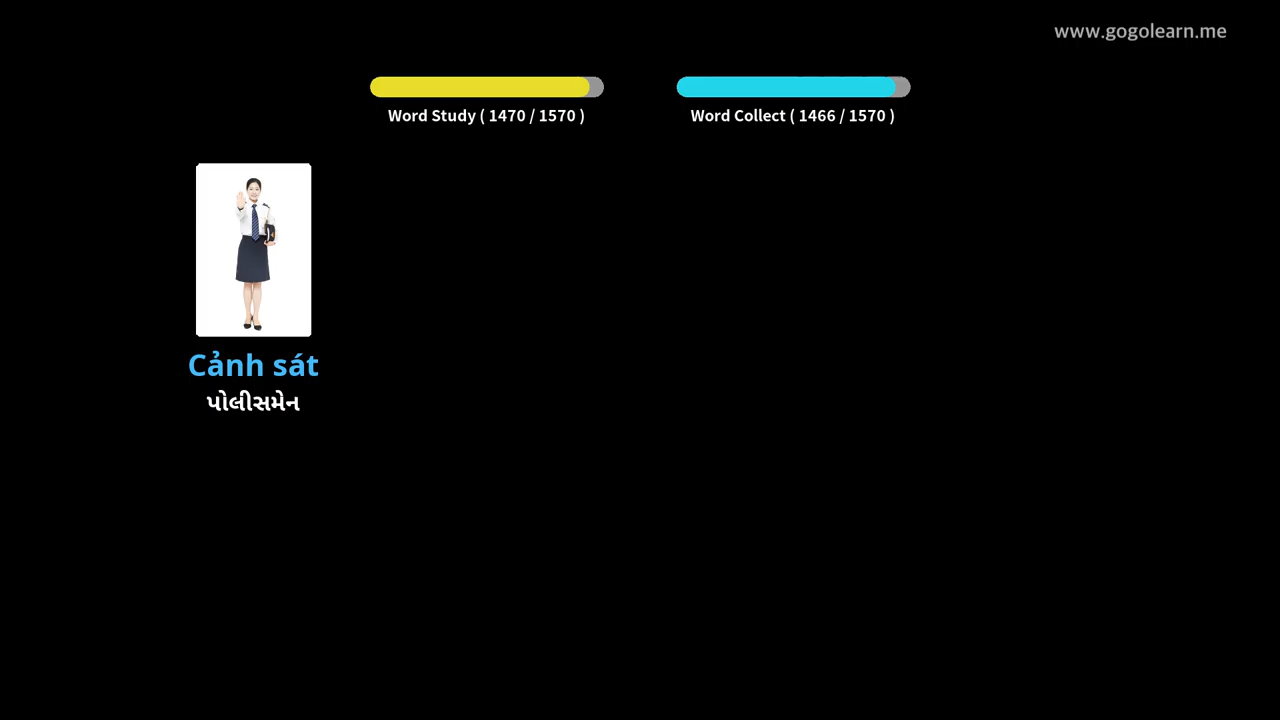 www.gogolearn.me
Word Study ( 1470 / 1570 )
Word Collect ( 1466 / 1570 )
Cảnh sát
પોલીસમેન